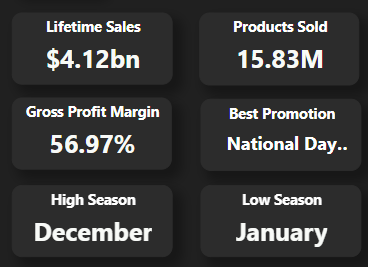 Lifetime Sales
$4.12bn
Products Sold
15.83M
Gross Profit Margin
56.97%
Best Promotion
National Day..
High Season
December
Low Season
January